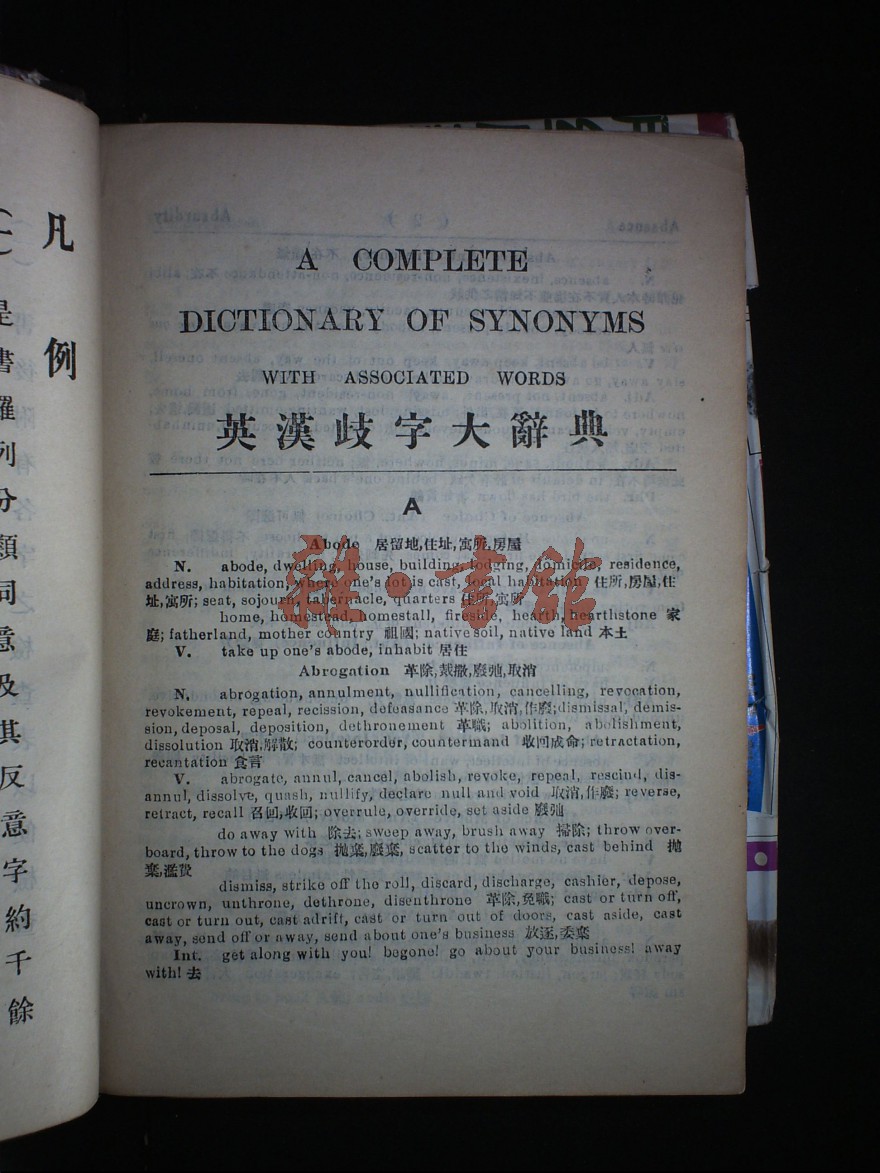 凡例
是書羅列分類同意及其反意字約千餘
A COMPLETE
DICTIONARY OF SYNONYMS
WITH ASSOCIATED WORDS
英漢歧字大辭典
A
Abode 居留地,住址,寓所,房屋
N. abode, dwelling, house, building, lodging, domicile, residence,
address, habitation, where one's lot is cast, local habitation 住所,房屋,住
址,寓所; seat, sojourn, tabernacle, quarters 住所,寓所
home, homestead, homestall, fireside, hearth, hearthstone 家
庭; fatherland, mother country 祖國; native soil, native land 本土
V. take up one's abode, inhabit 居住
Abrogation 革除,裁撤,廢弛,取消
N. abrogation, annulment, nullification, cancelling, revocation,
revokement, repeal, recission, defeasance 革除,取消,作廢; dismissal, demis-
sion, deposal, deposition, dethronement 革職; abolition, abolishment,
dissolution 取消,解散; counterorder, countermand 收回成命; retractation,
recantation 食言
V. abrogate, annul, cancel, abolish, revoke, repeal, rescind, dis-
annul, dissolve, quash, nullify, declare null and void 取消,作廢; reverse,
retract, recall 召回,收回; overrule, override, set aside 廢弛
do away with 除去; sweep away, brush away 掃除; throw over-
board, throw to the dogs 拋棄,廢棄, scatter to the winds, cast behind 拋
棄,濫費
dismiss, strike off the roll, discard, discharge, cashier, depose,
uncrown, unthrone, dethrone, disenthrone 革除,免職; cast or turn off,
cast or turn out, cast adrift, cast or turn out of doors, cast aside, cast
away, send off or away, send about one's business 放逐,委棄
Int. get along with you! begone! go about your business! away
with! 去
雜·书館